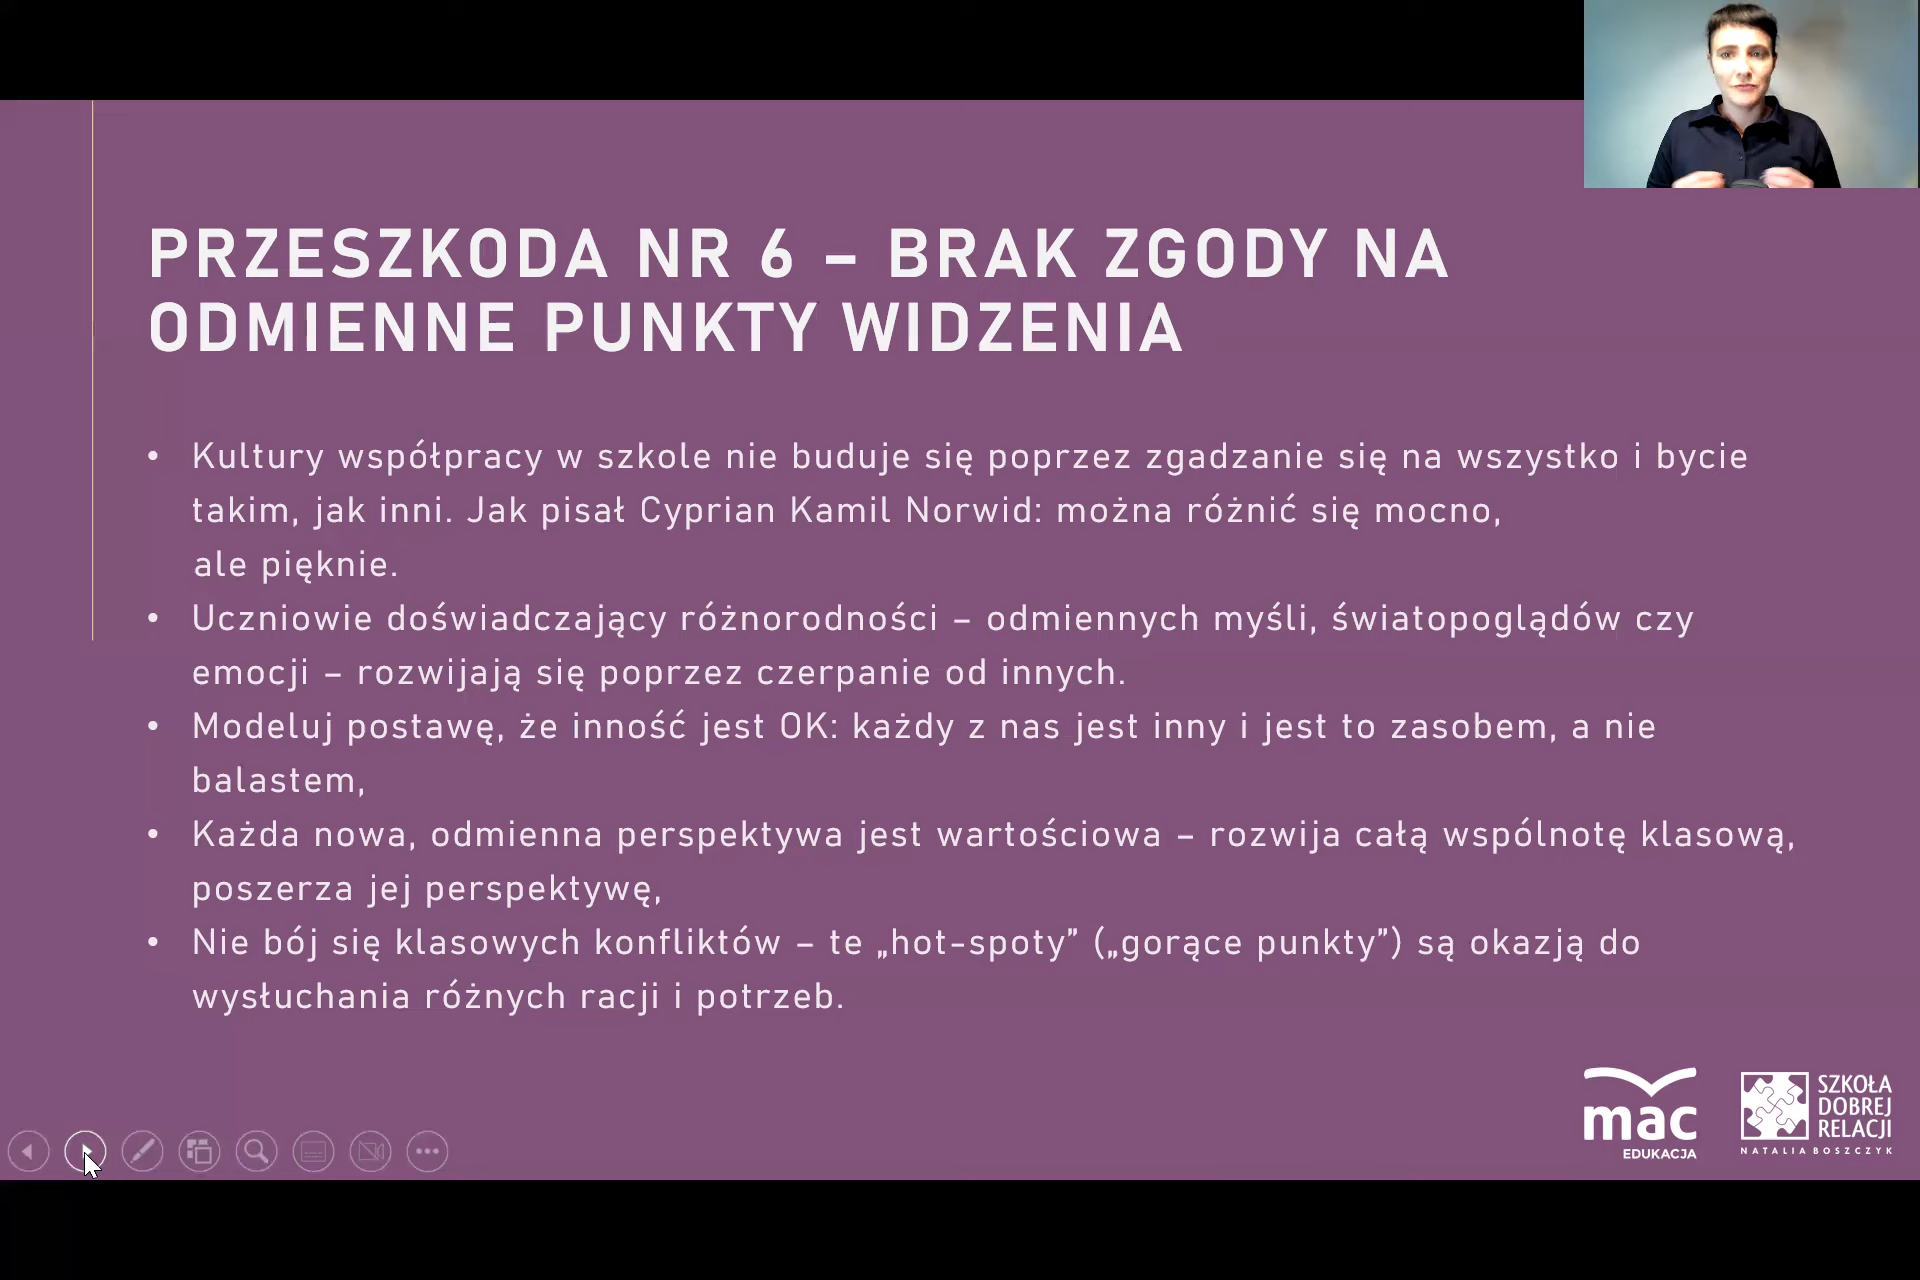 PRZESZKODA NR 6 – BRAK ZGODY NA
ODMIENNE PUNKTY WIDZENIA
• Kultury współpracy w szkole nie buduje się poprzez zgadzanie się na wszystko i bycie
takim, jak inni. Jak pisał Cyprian Kamil Norwid: można różnić się mocno,
ale pięknie.
• Uczniowie doświadczający różnorodności – odmiennych myśli, światopoglądów czy
emocji – rozwijają się poprzez czerpanie od innych.
• Modeluj postawę, że inność jest OK: każdy z nas jest inny i jest to zasobem, a nie
balastem,
• Każda nowa, odmienna perspektywa jest wartościowa – rozwija całą wspólnotę klasową,
poszerza jej perspektywę,
• Nie bój się klasowych konfliktów – te „hot-spoty” („gorące punkty”) są okazją do
wysłuchania różnych racji i potrzeb.
mac
EDUKACJA
SZKOŁA
DOBREJ
RELACJI
NATALIA BOSZCZYK